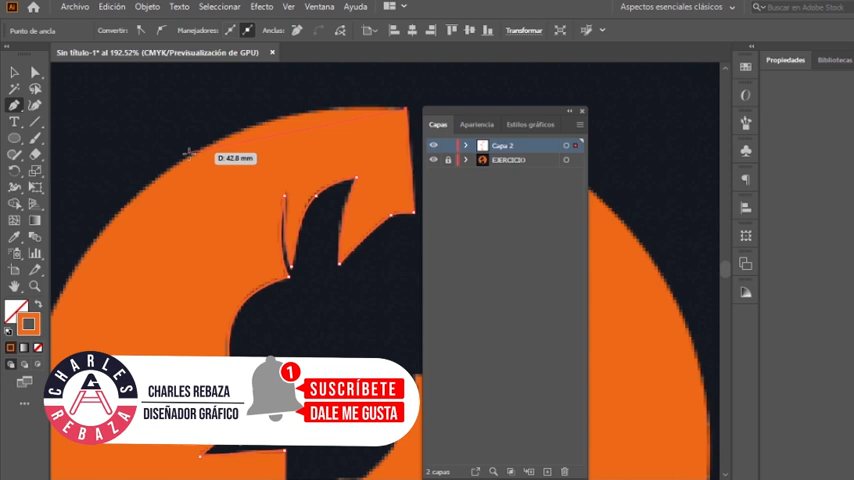 Archivo Edición Objeto Texto Seleccionar Efecto Ver Ventana Ayuda
Aspectos esenciales clásicos
Buscar en Adobe Stock
Punto de ancla
Convertir:
Manejadores:
Anclas:
Transformar
Sin título-1* al 192.52% (CMYK/Previsualización de GPU)
Propiedades
Bibliotecas
Capas Apariencia Estilos gráficos
Capa 2
EJERCICIO
D: 42.8 mm
CHARLES
REBAZA
CHARLES REBAZA
DISEÑADOR GRÁFICO
1
SUSCRÍBETE
DALE ME GUSTA
2 capas